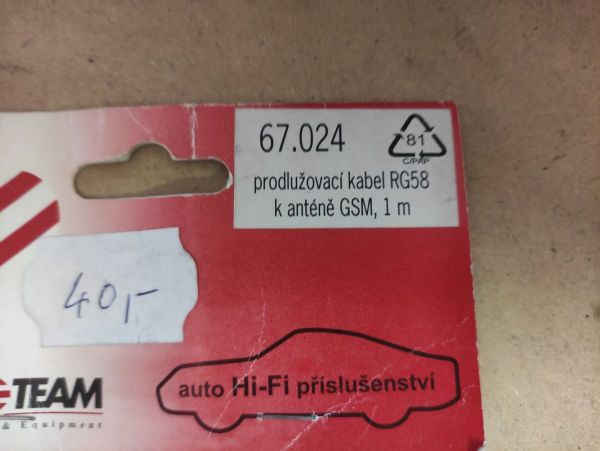 67.024
81
C/PAP
prodlužovací kabel RG58
k anténě GSM, 1 m
40,-
TEAM
& Equipment
auto Hi-Fi příslušenství